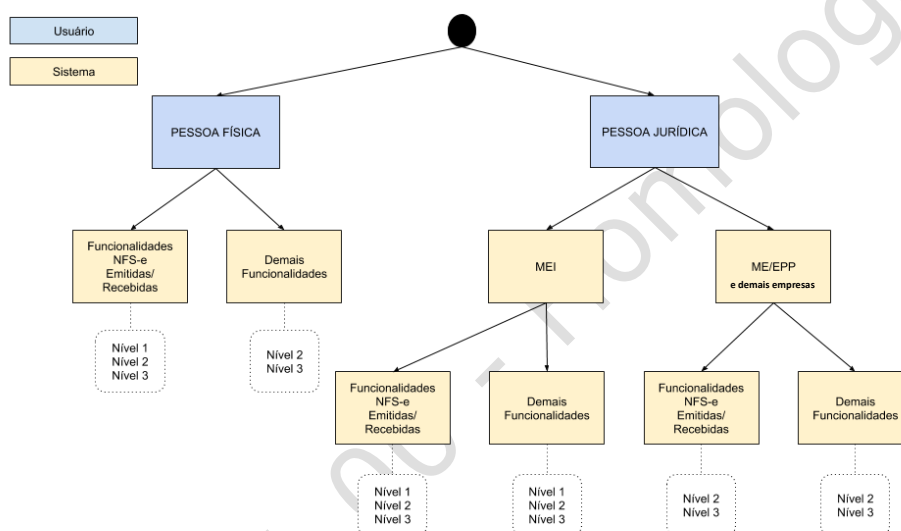 Usuário
Sistema
PESSOA FÍSICA
PESSOA JURÍDICA
Funcionalidades
NFS-e
Emitidas/
Recebidas
Demais
Funcionalidades
MEI
ME/EPP
e demais empresas
Nível 1
Nível 2
Nível 3
Nível 2
Nível 3
Funcionalidades
NFS-e
Emitidas/
Recebidas
Demais
Funcionalidades
Funcionalidades
NFS-e
Emitidas/
Recebidas
Demais
Funcionalidades
Nível 1
Nível 2
Nível 3
Nível 1
Nível 2
Nível 3
Nível 2
Nível 3
Nível 2
Nível 3
- Homolog